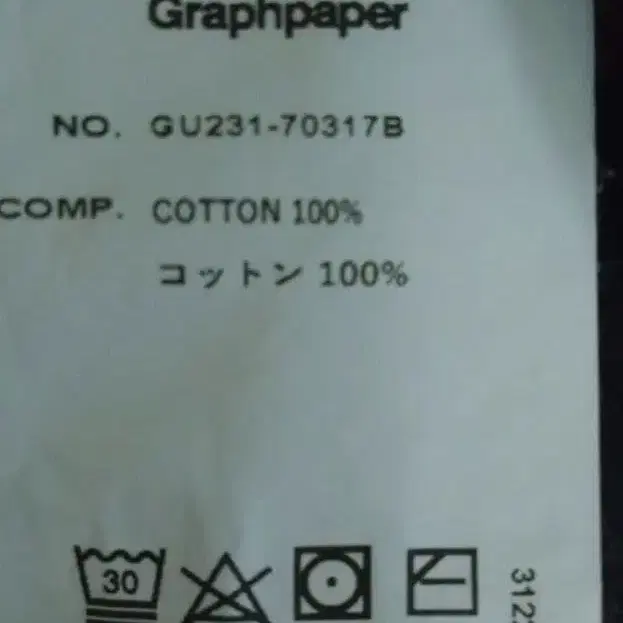 Graphpaper
NO. GU231-70317B
COMP. COTTON 100%
コットン 100%
30